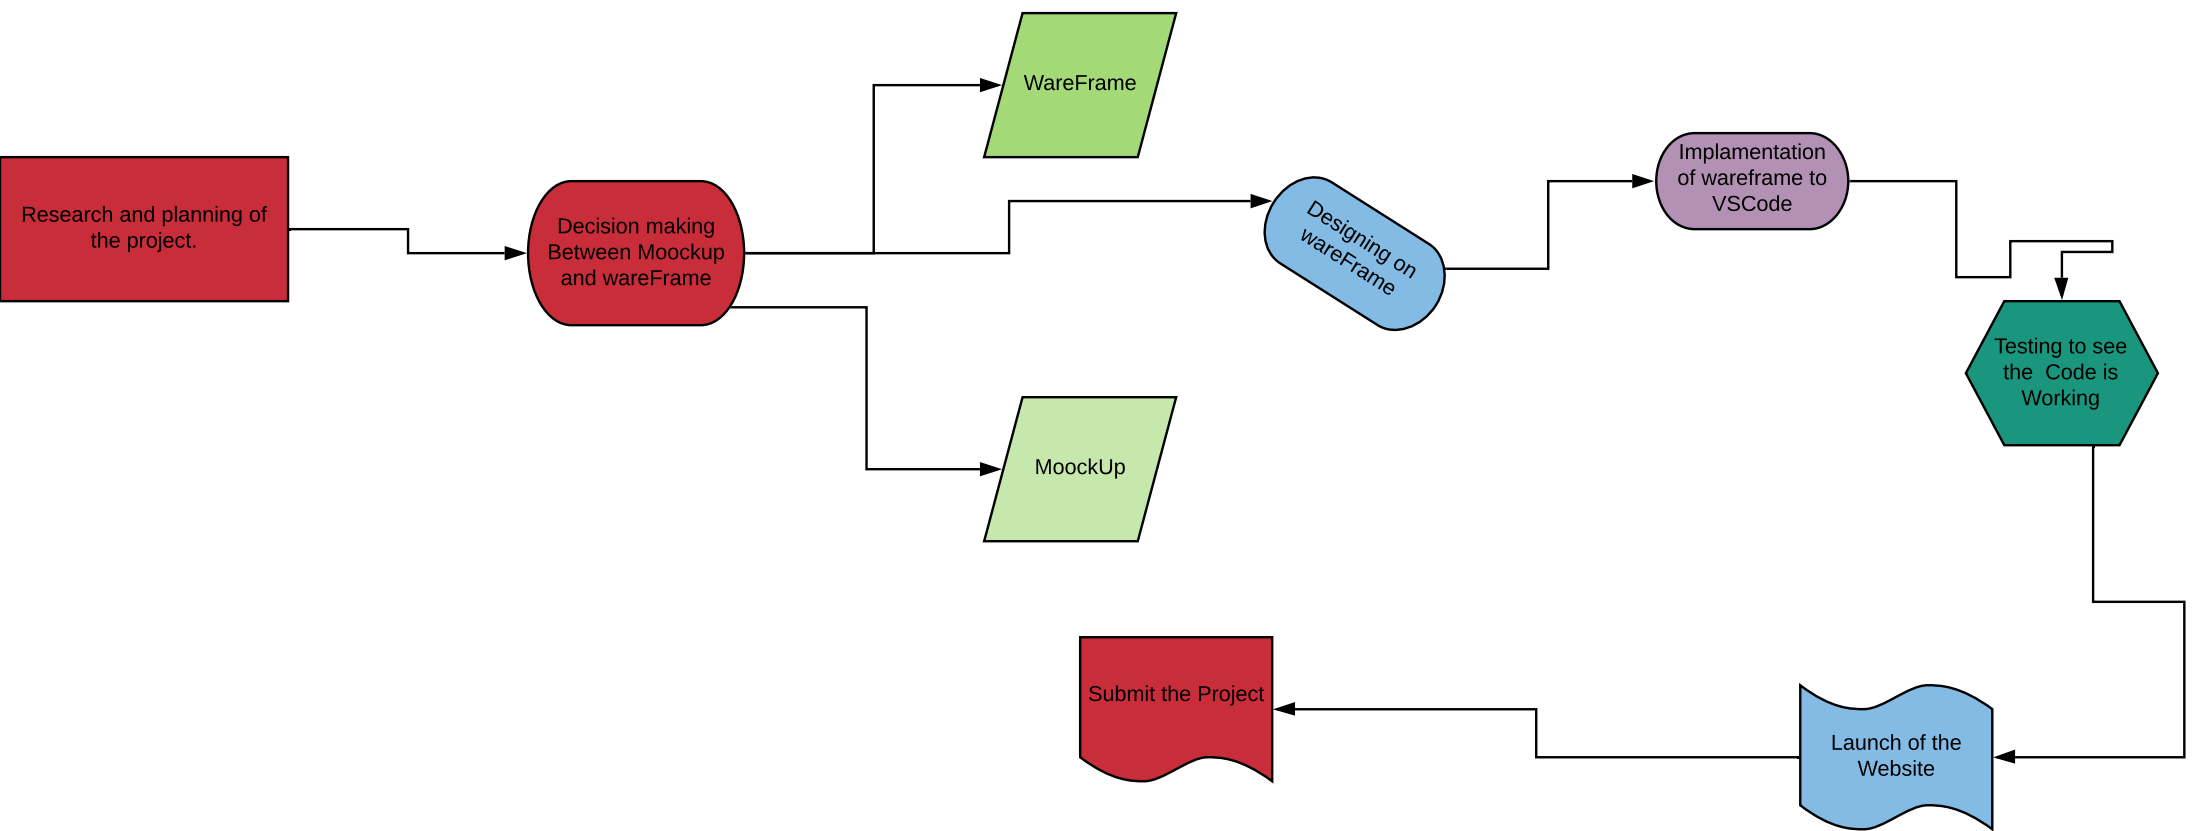 Research and planning of
the project.
Decision making
Between Moockup
and wareFrame
WareFrame
MoockUp
Designing on
wareFrame
Implamentation
of wareframe to
VSCode
Testing to see
the  Code is
Working
Launch of the
Website
Submit the Project